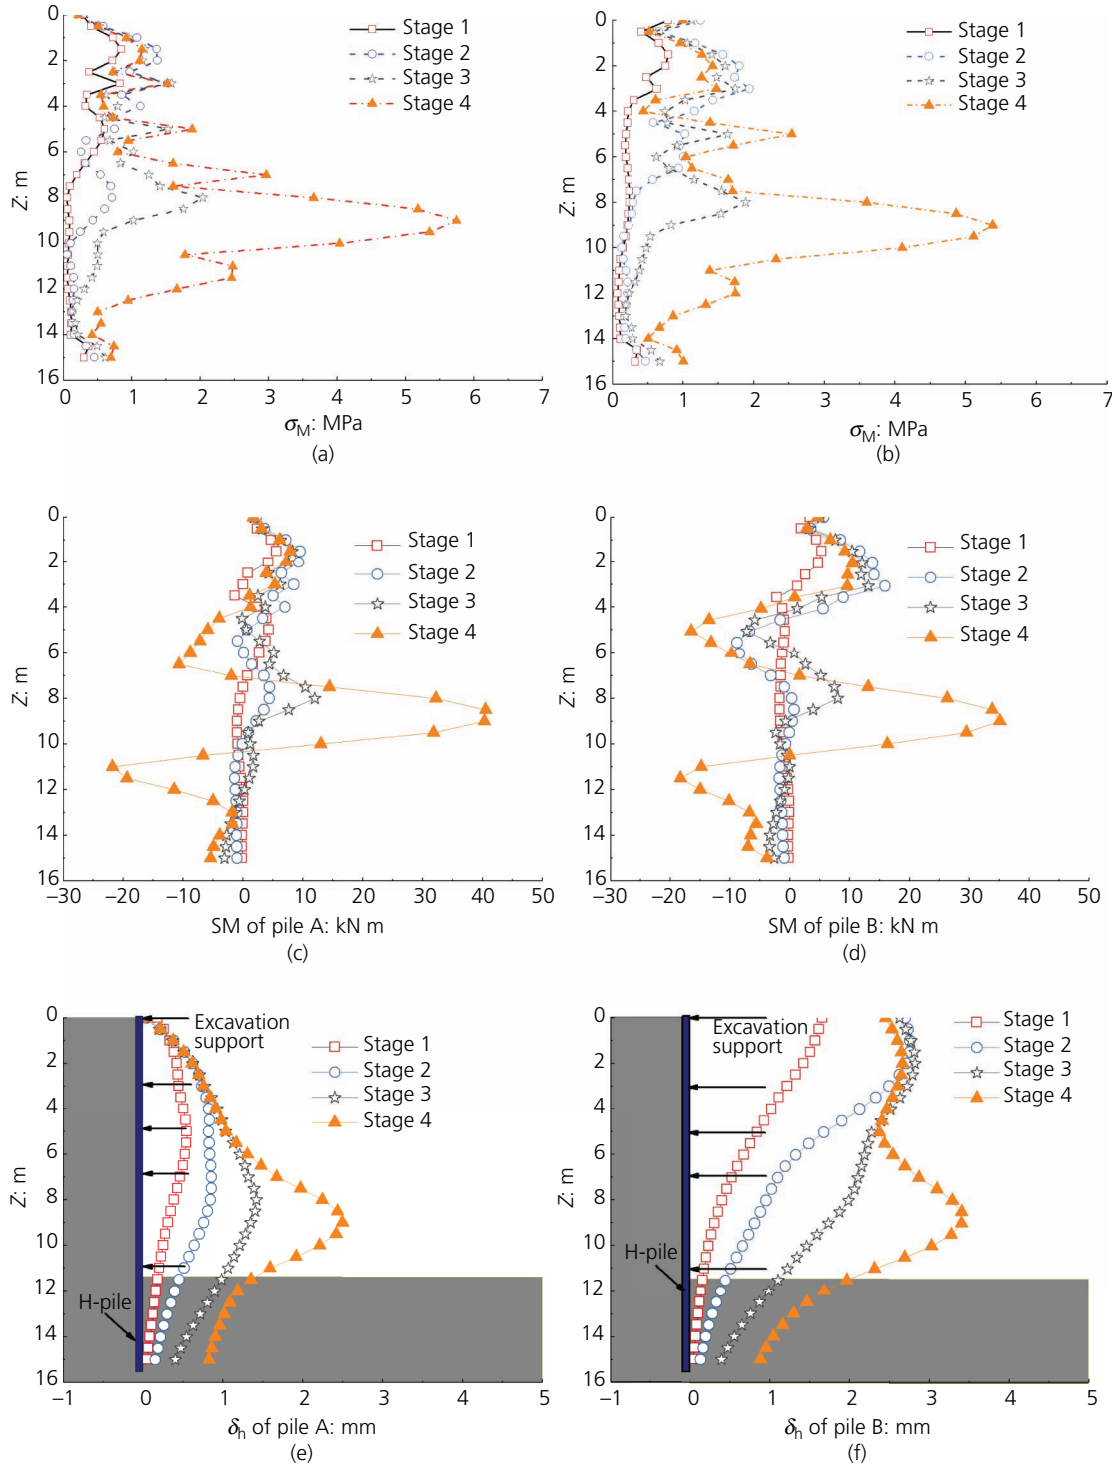 0
2
4
6
8
10
12
14
16
Z: m
0 1 2 3 4 5 6 7
σM: MPa
(a)
Stage 1
Stage 2
Stage 3
Stage 4
0
2
4
6
8
10
12
14
16
Z: m
0 1 2 3 4 5 6 7
σM: MPa
(b)
Stage 1
Stage 2
Stage 3
Stage 4
0
2
4
6
8
10
12
14
16
Z: m
−30 −20 −10 0 10 20 30 40 50
SM of pile A: kN m
(c)
Stage 1
Stage 2
Stage 3
Stage 4
0
2
4
6
8
10
12
14
16
Z: m
−30 −20 −10 0 10 20 30 40 50
SM of pile B: kN m
(d)
Stage 1
Stage 2
Stage 3
Stage 4
0
2
4
6
8
10
12
14
16
Z: m
−1 0 1 2 3 4 5
δh of pile A: mm
(e)
Excavation
support
H-pile
Stage 1
Stage 2
Stage 3
Stage 4
0
2
4
6
8
10
12
14
16
Z: m
−1 0 1 2 3 4 5
δh of pile B: mm
(f)
Excavation
support
H-pile
Stage 1
Stage 2
Stage 3
Stage 4